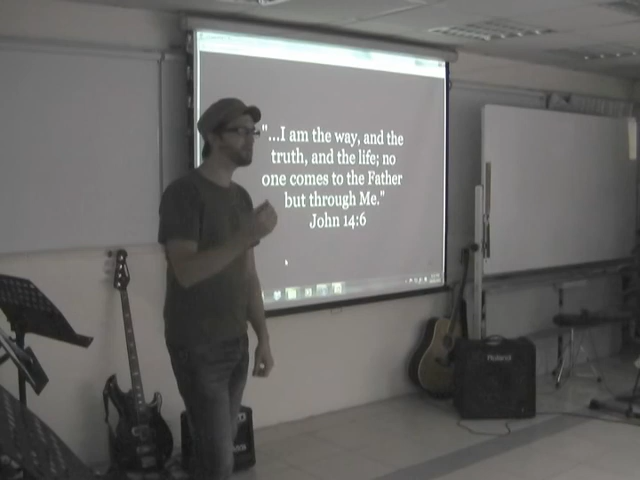 "...I am the way, and the
truth, and the life; no
one comes to the Father
but through Me."
John 14:6
Roland